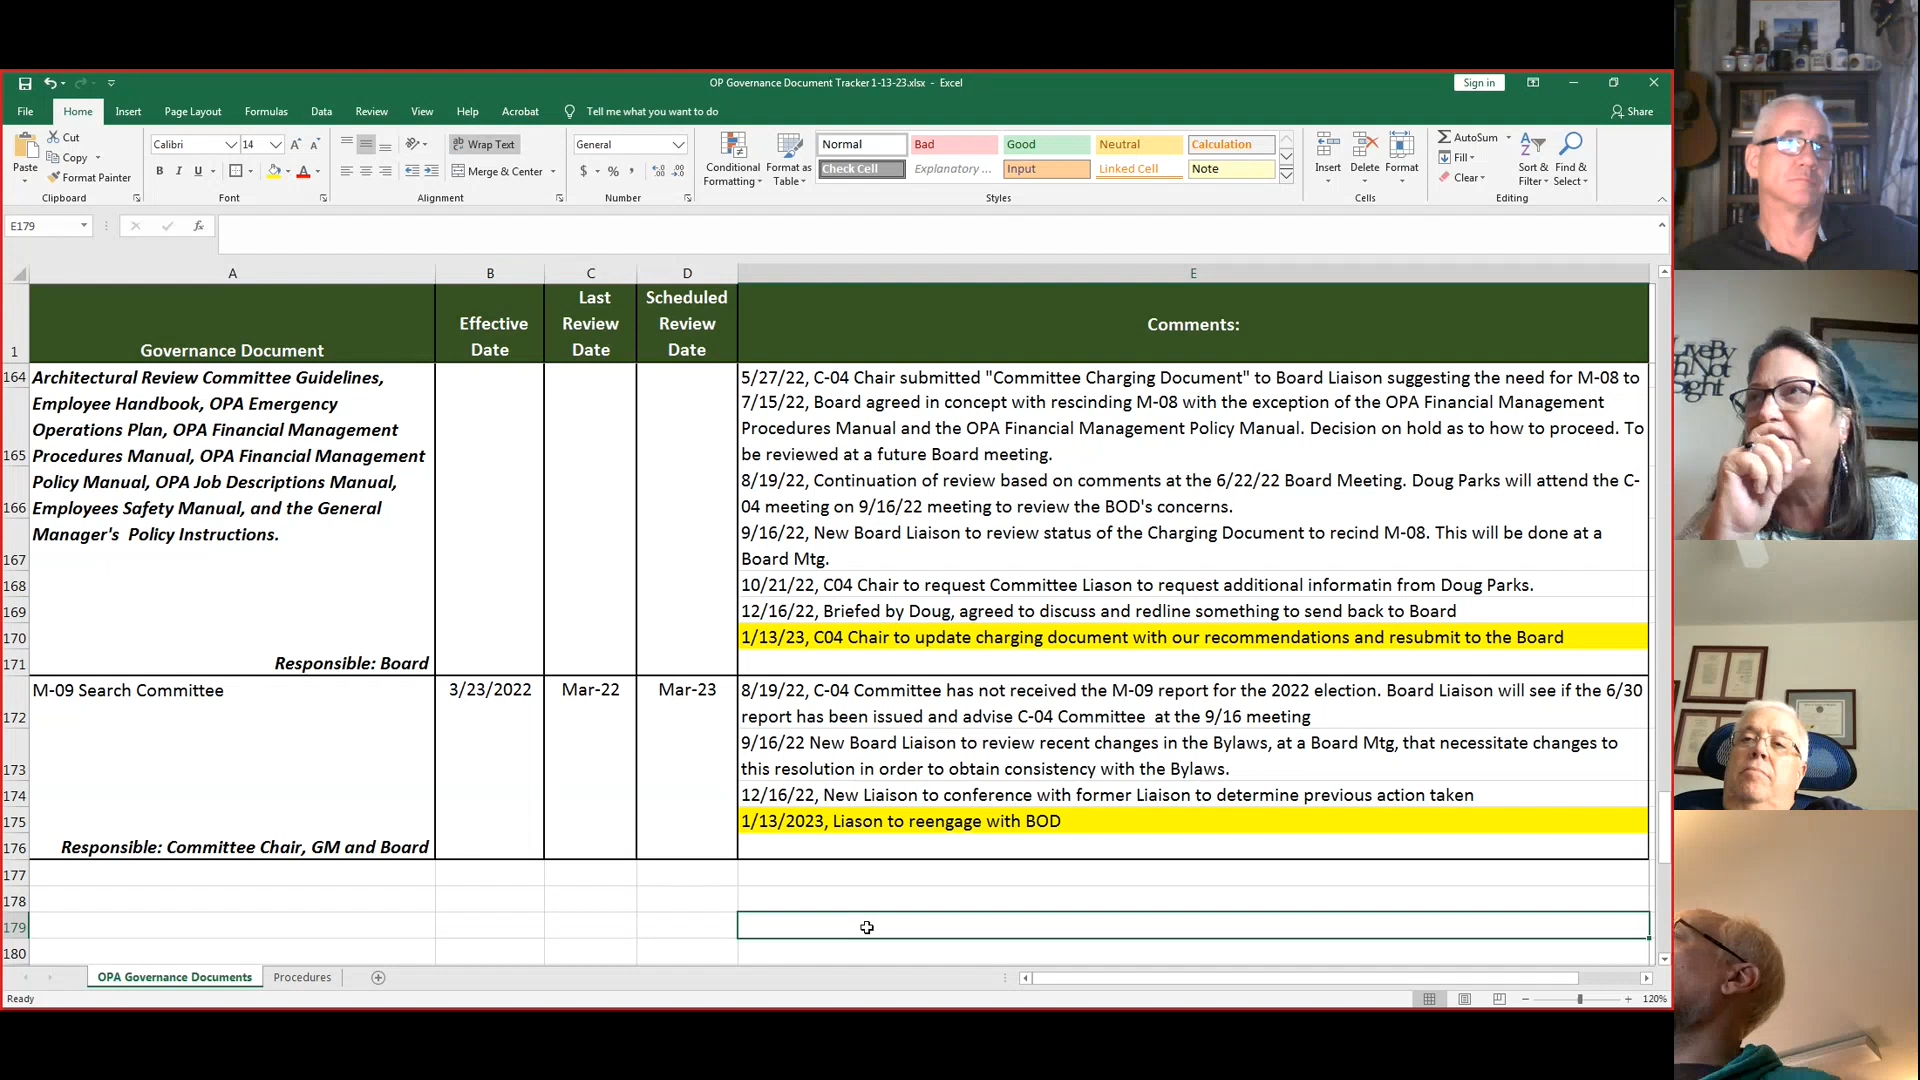 OP Governance Document Tracker 1-13-23.xlsx - Excel
Sign in
File Home Insert Page Layout Formulas Data Review View Help Acrobat Tell me what you want to do
Share
Paste
Cut
Copy
Format Painter
Clipboard
Calibri 14
B I U
Font
Wrap Text
Merge & Center
Alignment
General
$ % ,
Number
Conditional Formatting
Format as Table
Normal Bad Good Neutral Calculation
Check Cell Explanatory ... Input Linked Cell Note
Styles
Insert Delete Format
Cells
AutoSum
Fill
Clear
Sort & Filter
Find & Select
Editing
E179
fx
A B C D E
1 Governance Document Effective Date Last Review Date Scheduled Review Date Comments:
164
165
166
167
168
169
170
171
Architectural Review Committee Guidelines,
Employee Handbook, OPA Emergency
Operations Plan, OPA Financial Management
Procedures Manual, OPA Financial Management
Policy Manual, OPA Job Descriptions Manual,
Employees Safety Manual, and the General
Manager's Policy Instructions.
Responsible: Board
5/27/22, C-04 Chair submitted "Committee Charging Document" to Board Liaison suggesting the need for M-08 to
7/15/22, Board agreed in concept with rescinding M-08 with the exception of the OPA Financial Management
Procedures Manual and the OPA Financial Management Policy Manual. Decision on hold as to how to proceed. To
be reviewed at a future Board meeting.
8/19/22, Continuation of review based on comments at the 6/22/22 Board Meeting. Doug Parks will attend the C-
04 meeting on 9/16/22 meeting to review the BOD's concerns.
9/16/22, New Board Liaison to review status of the Charging Document to recind M-08. This will be done at a
Board Mtg.
10/21/22, C04 Chair to request Committee Liason to request additional informatin from Doug Parks.
12/16/22, Briefed by Doug, agreed to discuss and redline something to send back to Board
1/13/23, C04 Chair to update charging document with our recommendations and resubmit to the Board
172
173
174
175
176
M-09 Search Committee 3/23/2022 Mar-22 Mar-23
Responsible: Committee Chair, GM and Board
8/19/22, C-04 Committee has not received the M-09 report for the 2022 election. Board Liaison will see if the 6/30
report has been issued and advise C-04 Committee at the 9/16 meeting
9/16/22 New Board Liaison to review recent changes in the Bylaws, at a Board Mtg, that necessitate changes to
this resolution in order to obtain consistency with the Bylaws.
12/16/22, New Liaison to conference with former Liaison to determine previous action taken
1/13/2023, Liason to reengage with BOD
177
178
179
180
OPA Governance Documents Procedures
Ready
120%